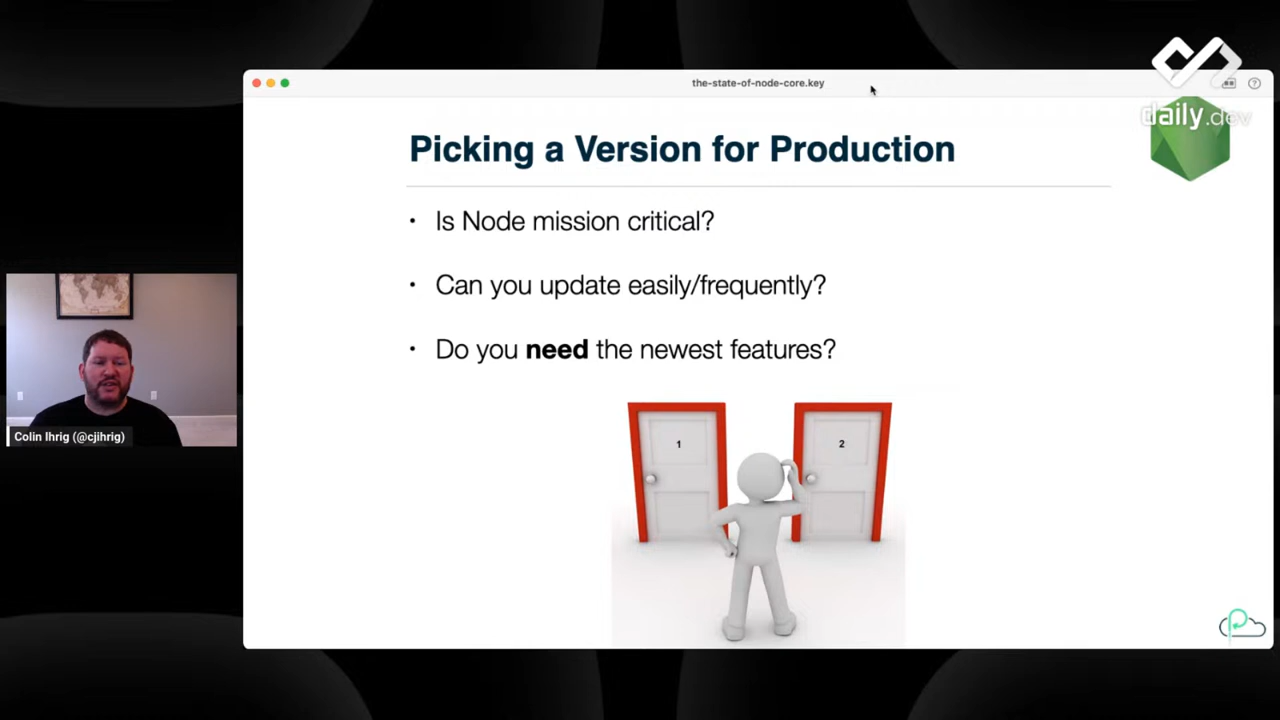 the-state-of-node-core.key
daily.dev
Picking a Version for Production
• Is Node mission critical?
• Can you update easily/frequently?
• Do you need the newest features?
1
2
Colin Ihrig (@cjihrig)